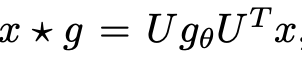 x ⋆ g = Ug_θU^T x,